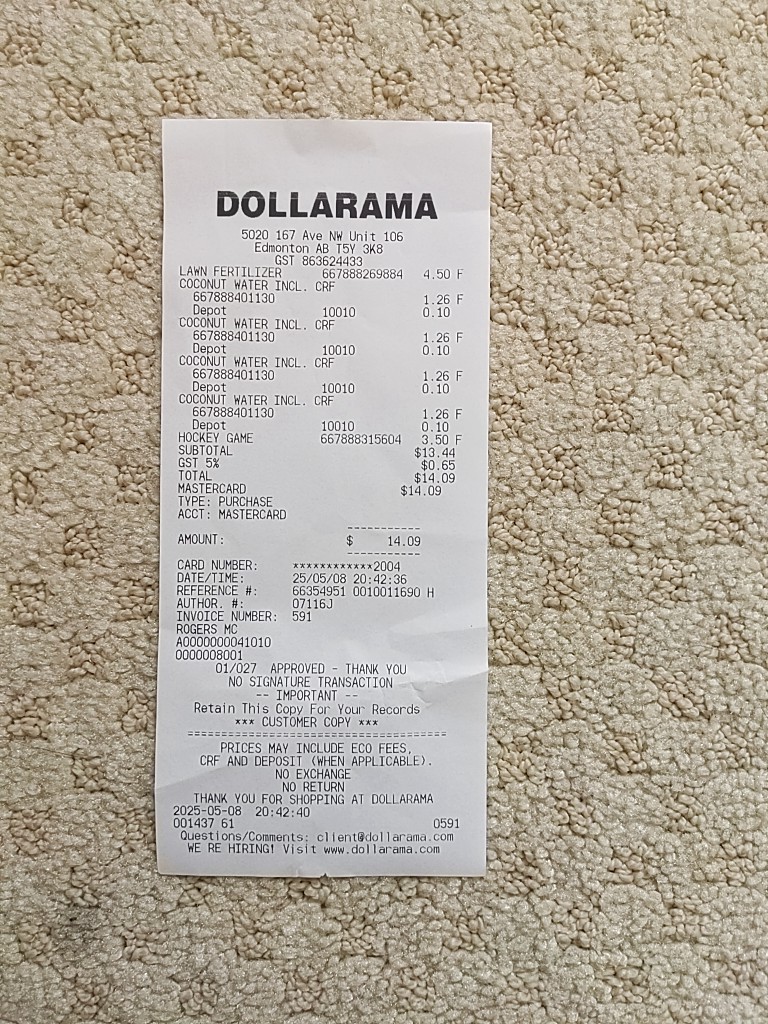 DOLLARAMA
5020 167 Ave NW Unit 106
Edmonton AB T5Y 3K8
GST 863624433
LAWN FERTILIZER 667888269884 4.50 F
COCONUT WATER INCL. CRF
667888401130 1.26 F
Depot 10010 0.10
COCONUT WATER INCL. CRF
667888401130 1.26 F
Depot 10010 0.10
COCONUT WATER INCL. CRF
667888401130 1.26 F
Depot 10010 0.10
COCONUT WATER INCL. CRF
667888401130 1.26 F
Depot 10010 0.10
HOCKEY GAME 667888315604 3.50 F
SUBTOTAL $13.44
GST 5% $0.65
TOTAL $14.09
MASTERCARD $14.09
TYPE: PURCHASE
ACCT: MASTERCARD
-----------
AMOUNT: $ 14.09
-----------
CARD NUMBER: ************2004
DATE/TIME: 25/05/08 20:42:36
REFERENCE #: 66354951 0010011690 H
AUTHOR. #: 07116J
INVOICE NUMBER: 591
ROGERS MC
A0000000041010
0000008001
01/027 APPROVED - THANK YOU
NO SIGNATURE TRANSACTION
-- IMPORTANT --
Retain This Copy For Your Records
*** CUSTOMER COPY ***
======================================
PRICES MAY INCLUDE ECO FEES,
CRF AND DEPOSIT (WHEN APPLICABLE).
NO EXCHANGE
NO RETURN
THANK YOU FOR SHOPPING AT DOLLARAMA
2025-05-08 20:42:40
001437 61 0591
Questions/Comments: client@dollarama.com
WE RE HIRING! Visit www.dollarama.com